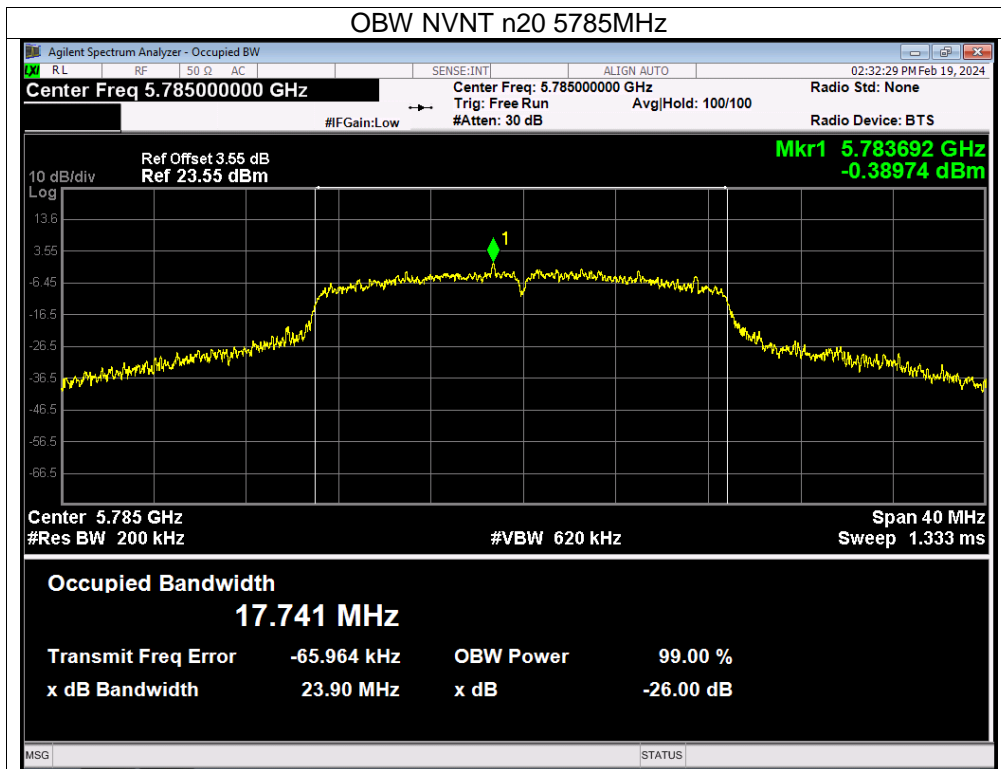 OBW NVNT n20 5785MHz
Agilent Spectrum Analyzer - Occupied BW
LXI RL RF 50 Ω AC SENSE:INT ALIGN AUTO 02:32:29 PM Feb 19, 2024
Center Freq 5.785000000 GHz Center Freq: 5.785000000 GHz Radio Std: None
Trig: Free Run Avg|Hold: 100/100
#IFGain:Low #Atten: 30 dB Radio Device: BTS
Mkr1 5.783692 GHz
-0.38974 dBm
Ref Offset 3.55 dB
10 dB/div Ref 23.55 dBm
Log
13.6
3.55
-6.45
-16.5
-26.5
-36.5
-46.5
-56.5
-66.5
1
Center 5.785 GHz Span 40 MHz
#Res BW 200 kHz #VBW 620 kHz Sweep 1.333 ms
Occupied Bandwidth
17.741 MHz
Transmit Freq Error -65.964 kHz OBW Power 99.00 %
x dB Bandwidth 23.90 MHz x dB -26.00 dB
MSG STATUS